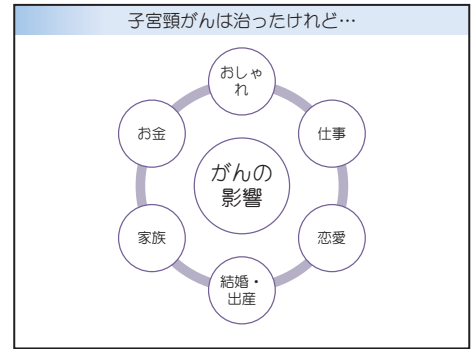 子宮頸がんは治ったけれど…
おしゃ
れ
仕事
恋愛
結婚・
出産
家族
お金
がんの
影響